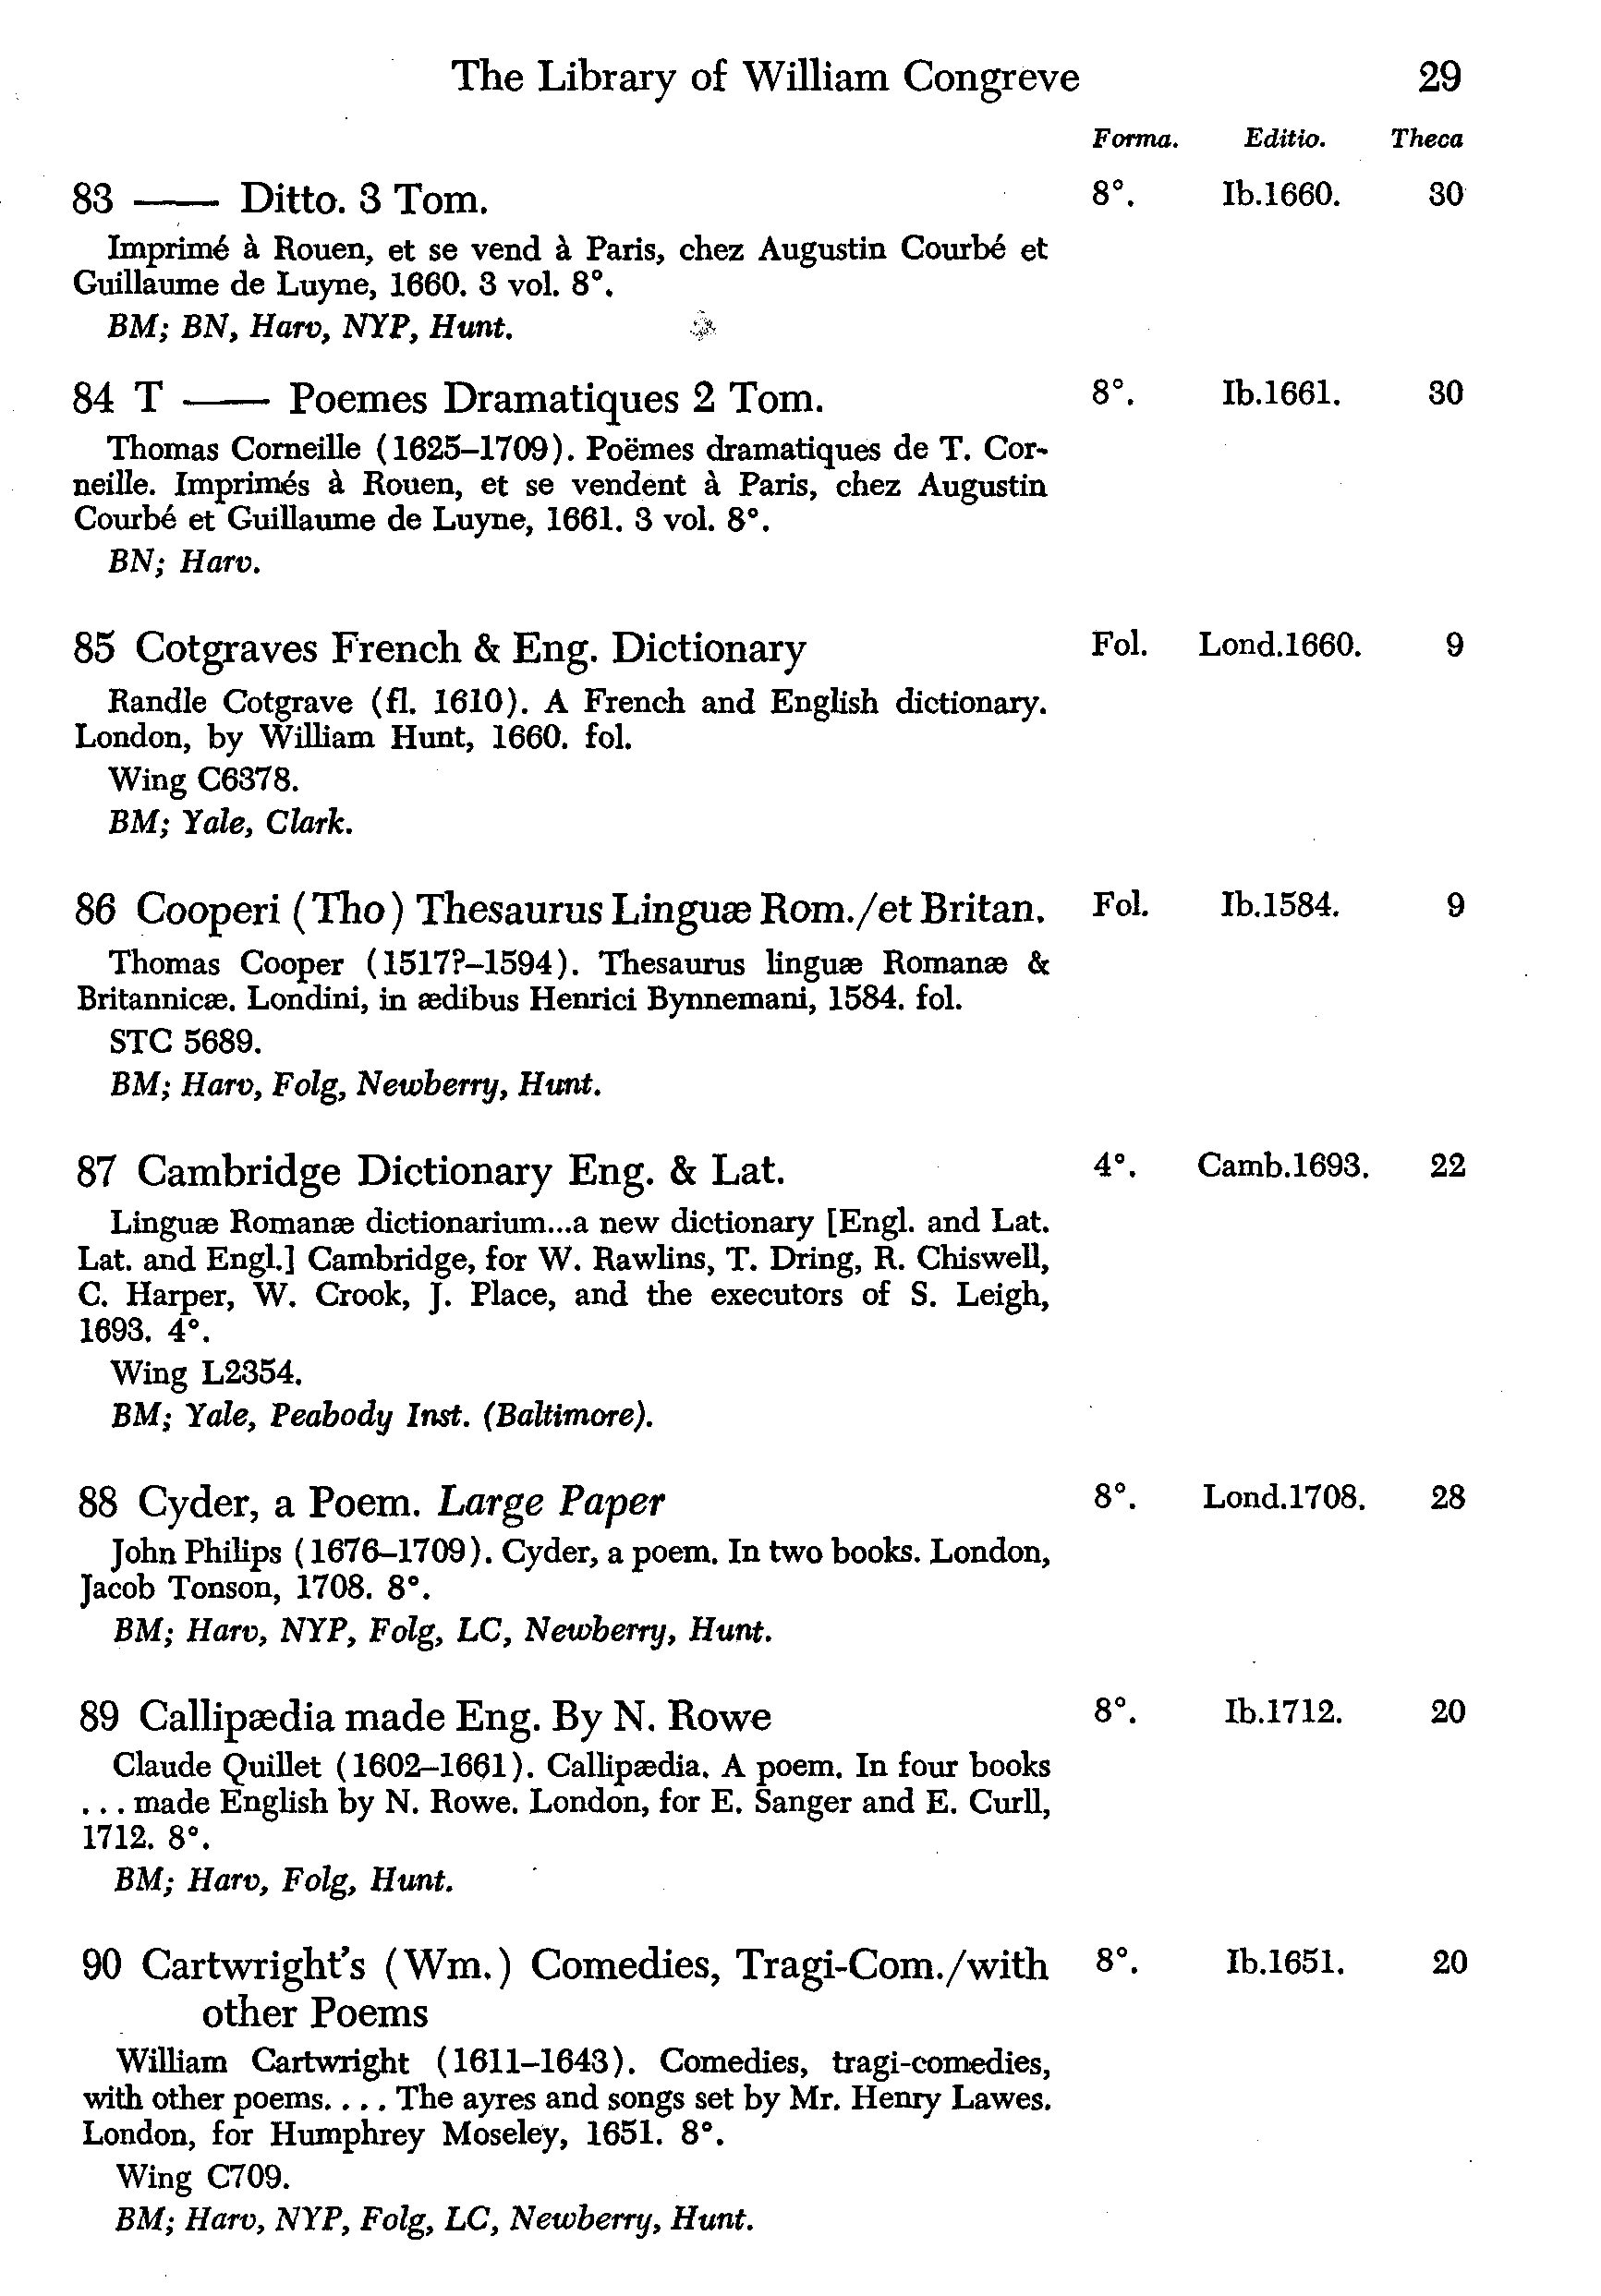 The Library of William Congreve 29
Forma. Editio. Theca
83 —— Ditto. 3 Tom. 8°. Ib.1660. 30
Imprimé à Rouen, et se vend à Paris, chez Augustin Courbé et
Guillaume de Luyne, 1660. 3 vol. 8°.
BM; BN, Harv, NYP, Hunt.
84 T —— Poemes Dramatiques 2 Tom. 8°. Ib.1661. 30
Thomas Corneille (1625–1709). Poëmes dramatiques de T. Cor-
neille. Imprimés à Rouen, et se vendent à Paris, chez Augustin
Courbé et Guillaume de Luyne, 1661. 3 vol. 8°.
BN; Harv.
85 Cotgraves French & Eng. Dictionary Fol. Lond.1660. 9
Randle Cotgrave (fl. 1610). A French and English dictionary.
London, by William Hunt, 1660. fol.
Wing C6378.
BM; Yale, Clark.
86 Cooperi (Tho) Thesaurus Linguæ Rom./et Britan. Fol. Ib.1584. 9
Thomas Cooper (1517?–1594). Thesaurus linguæ Romanæ &
Britannicæ. Londini, in ædibus Henrici Bynnemani, 1584. fol.
STC 5689.
BM; Harv, Folg, Newberry, Hunt.
87 Cambridge Dictionary Eng. & Lat. 4°. Camb.1693. 22
Linguæ Romanæ dictionarium...a new dictionary [Engl. and Lat.
Lat. and Engl.] Cambridge, for W. Rawlins, T. Dring, R. Chiswell,
C. Harper, W. Crook, J. Place, and the executors of S. Leigh,
1693. 4°.
Wing L2354.
BM; Yale, Peabody Inst. (Baltimore).
88 Cyder, a Poem. Large Paper 8°. Lond.1708. 28
John Philips (1676–1709). Cyder, a poem. In two books. London,
Jacob Tonson, 1708. 8°.
BM; Harv, NYP, Folg, LC, Newberry, Hunt.
89 Callipædia made Eng. By N. Rowe 8°. Ib.1712. 20
Claude Quillet (1602–1661). Callipædia. A poem. In four books
. . . made English by N. Rowe. London, for E. Sanger and E. Curll,
1712. 8°.
BM; Harv, Folg, Hunt.
90 Cartwright's (Wm.) Comedies, Tragi-Com./with 8°. Ib.1651. 20
other Poems
William Cartwright (1611–1643). Comedies, tragi-comedies,
with other poems. . . . The ayres and songs set by Mr. Henry Lawes.
London, for Humphrey Moseley, 1651. 8°.
Wing C709.
BM; Harv, NYP, Folg, LC, Newberry, Hunt.